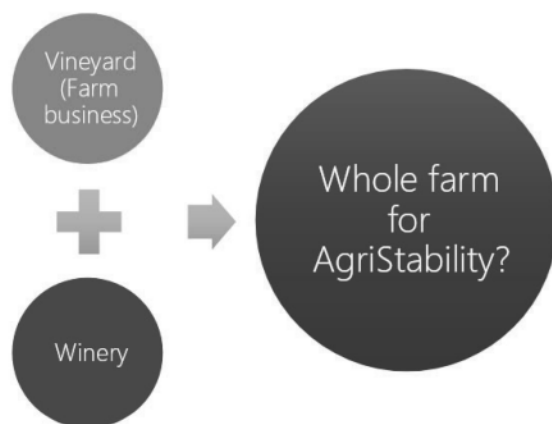 Vineyard
(Farm
business)
Winery
Whole farm
for
AgriStability?